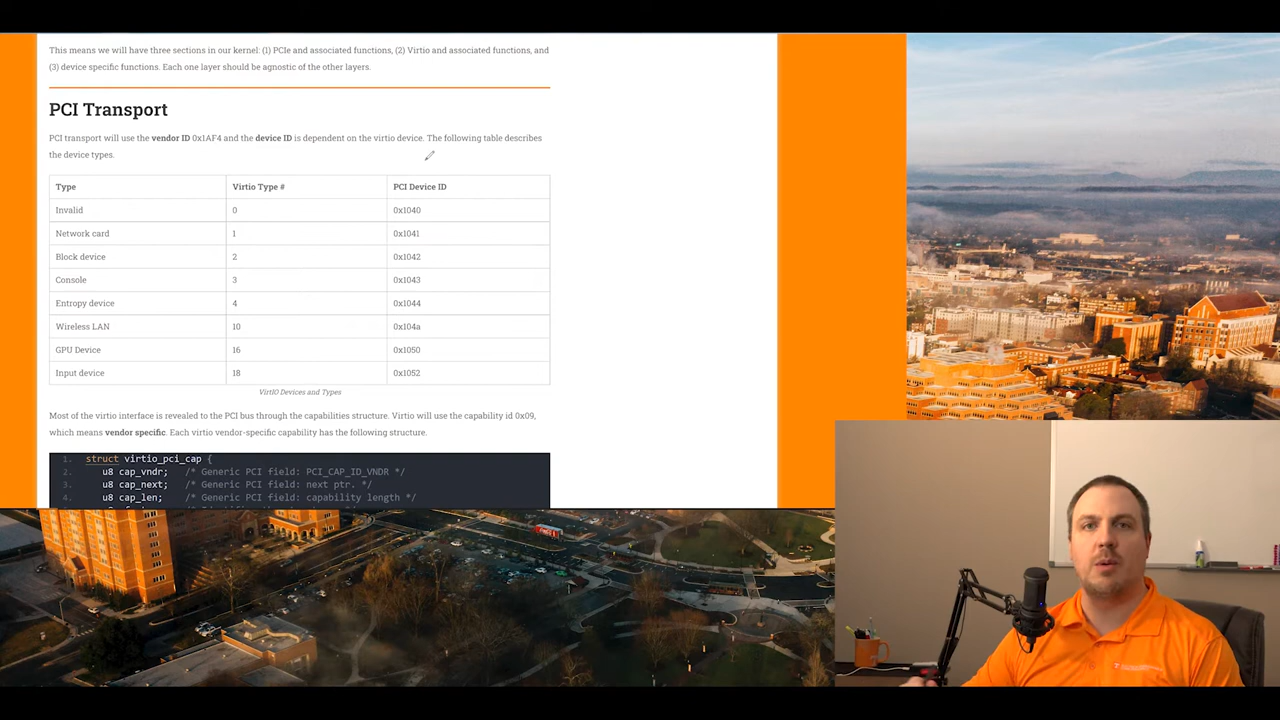 This means we will have three sections in our kernel: (1) PCIe and associated functions, (2) Virtio and associated functions, and
(3) device specific functions. Each one layer should be agnostic of the other layers.
PCI Transport
PCI transport will use the vendor ID 0x1AF4 and the device ID is dependent on the virtio device. The following table describes
the device types.
Type Virtio Type # PCI Device ID
Invalid 0 0x1040
Network card 1 0x1041
Block device 2 0x1042
Console 3 0x1043
Entropy device 4 0x1044
Wireless LAN 10 0x104a
GPU Device 16 0x1050
Input device 18 0x1052
VirtIO Devices and Types
Most of the virtio interface is revealed to the PCI bus through the capabilities structure. Virtio will use the capability id 0x09,
which means vendor specific. Each virtio vendor-specific capability has the following structure.
1. struct virtio_pci_cap {
2. u8 cap_vndr; /* Generic PCI field: PCI_CAP_ID_VNDR */
3. u8 cap_next; /* Generic PCI field: next ptr. */
4. u8 cap_len; /* Generic PCI field: capability length */